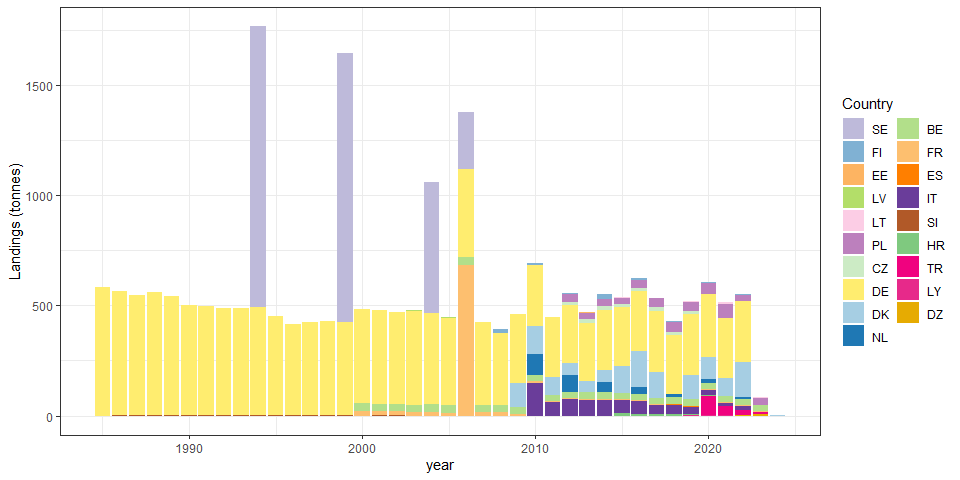 Landings (tonnes)
1500
1000
500
0
1990
2000
2010
2020
year
Country
SE
FI
EE
LV
LT
PL
CZ
DE
DK
NL
BE
FR
ES
IT
SI
HR
TR
LY
DZ